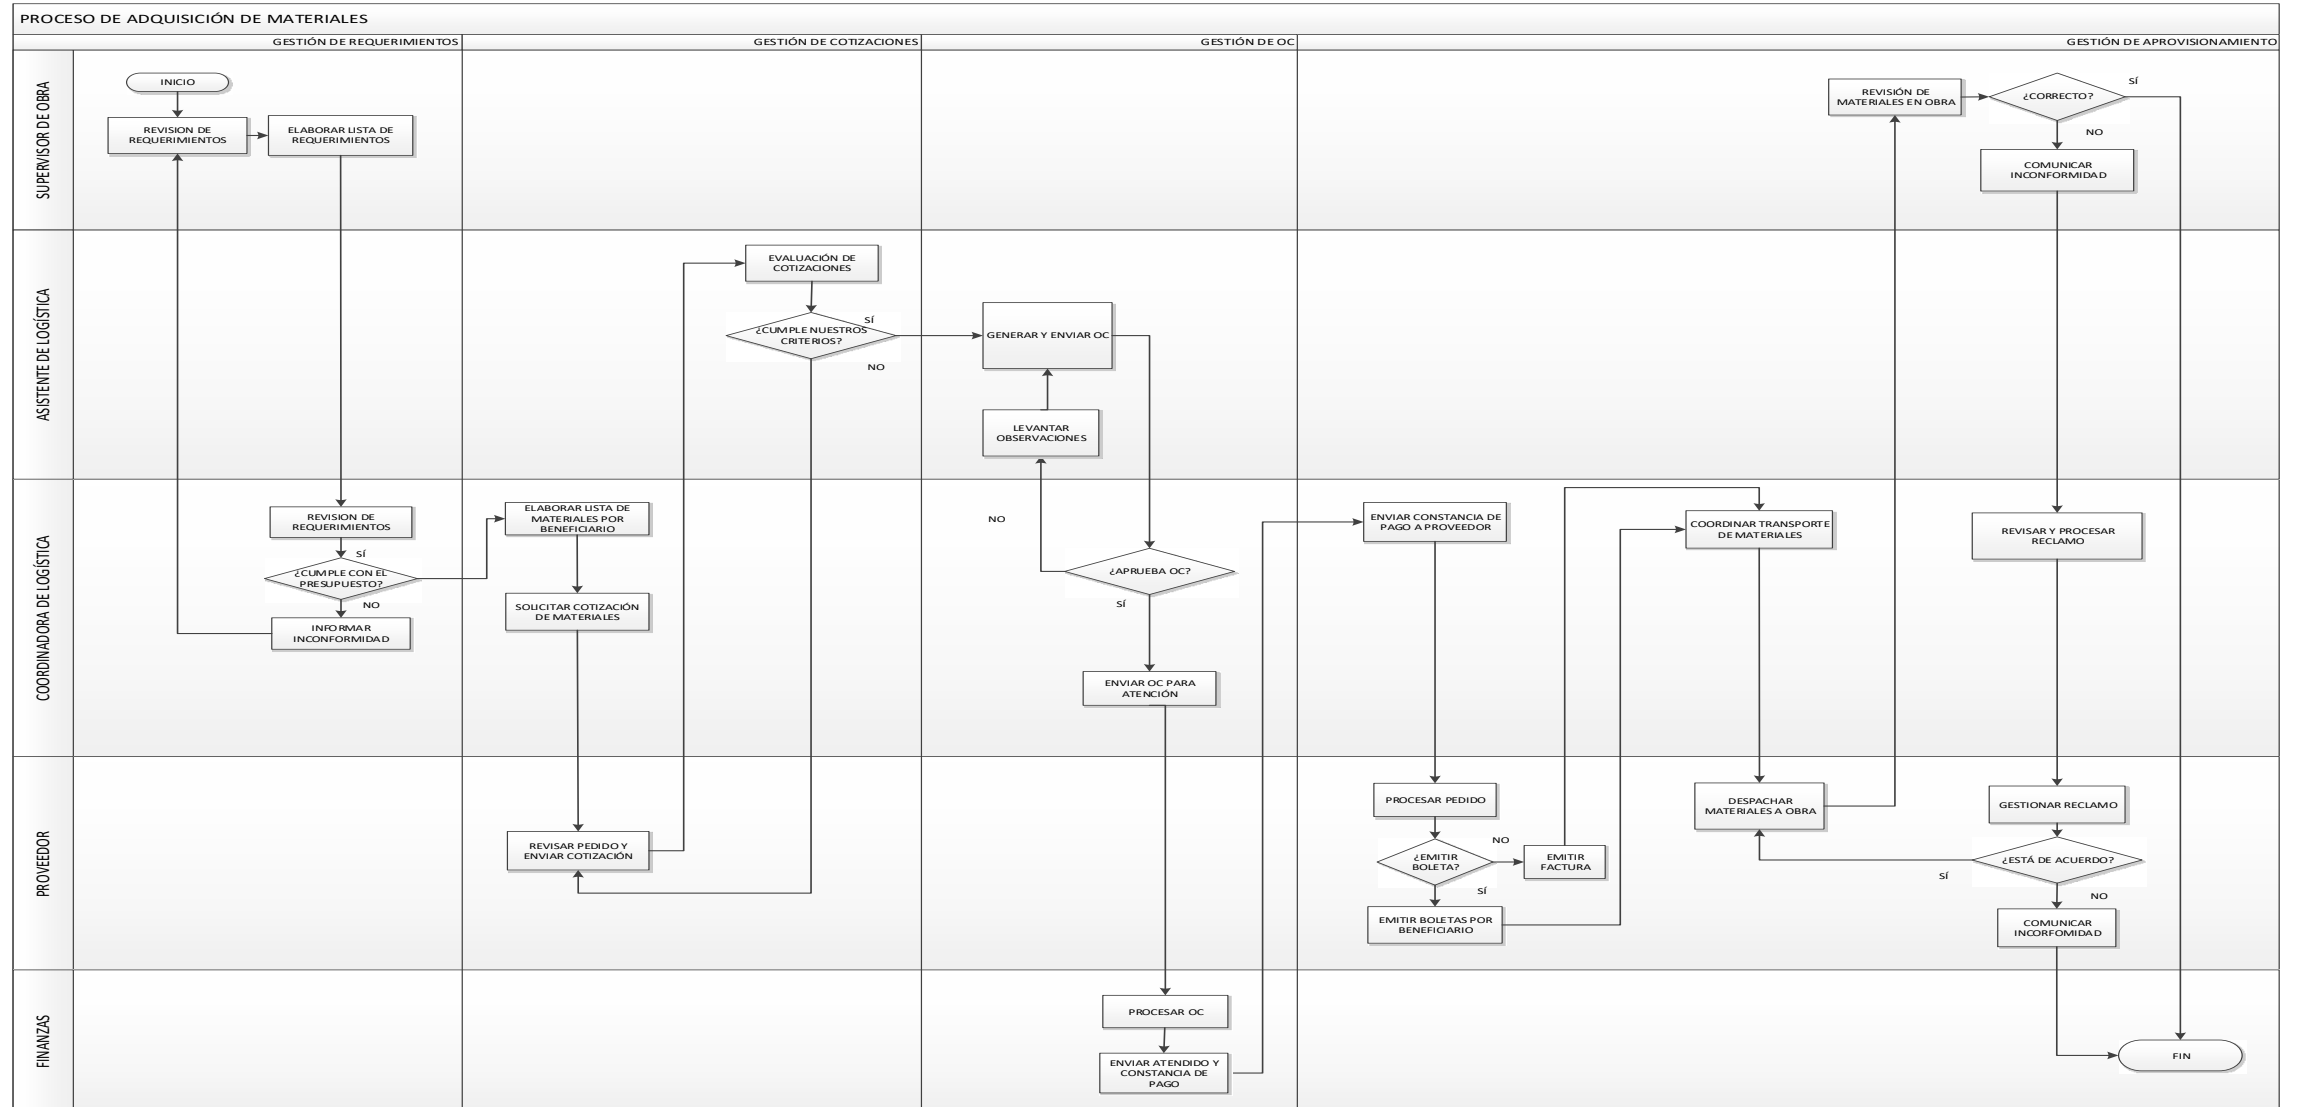 PROCESO DE ADQUISICIÓN DE MATERIALES
GESTIÓN DE REQUERIMIENTOS
GESTIÓN DE COTIZACIONES
GESTIÓN DE OC
GESTIÓN DE APROVISIONAMIENTO
SUPERVISOR DE OBRA
INICIO
REVISION DE
REQUERIMIENTOS
ELABORAR LISTA DE
REQUERIMIENTOS
REVISIÓN DE
MATERIALES EN OBRA
¿CORRECTO?
SÍ
NO
COMUNICAR
INCONFORMIDAD
ASISTENTE DE LOGÍSTICA
EVALUACIÓN DE
COTIZACIONES
¿CUMPLE NUESTROS
CRITERIOS?
SÍ
NO
GENERAR Y ENVIAR OC
LEVANTAR
OBSERVACIONES
COORDINADORA DE LOGÍSTICA
REVISION DE
REQUERIMIENTOS
SÍ
¿CUMPLE CON EL
PRESUPUESTO?
NO
INFORMAR
INCONFORMIDAD
ELABORAR LISTA DE
MATERIALES POR
BENEFICIARIO
SOLICITAR COTIZACIÓN
DE MATERIALES
NO
¿APRUEBA OC?
SÍ
ENVIAR OC PARA
ATENCIÓN
ENVIAR CONSTANCIA DE
PAGO A PROVEEDOR
COORDINAR TRANSPORTE
DE MATERIALES
REVISAR Y PROCESAR
RECLAMO
PROVEEDOR
REVISAR PEDIDO Y
ENVIAR COTIZACIÓN
PROCESAR PEDIDO
¿EMITIR
BOLETA?
NO
SÍ
EMITIR
FACTURA
EMITIR BOLETAS POR
BENEFICIARIO
DESPACHAR
MATERIALES A OBRA
GESTIONAR RECLAMO
¿ESTÁ DE ACUERDO?
SÍ
NO
COMUNICAR
INCORFOMIDAD
FINANZAS
PROCESAR OC
ENVIAR ATENDIDO Y
CONSTANCIA DE
PAGO
FIN